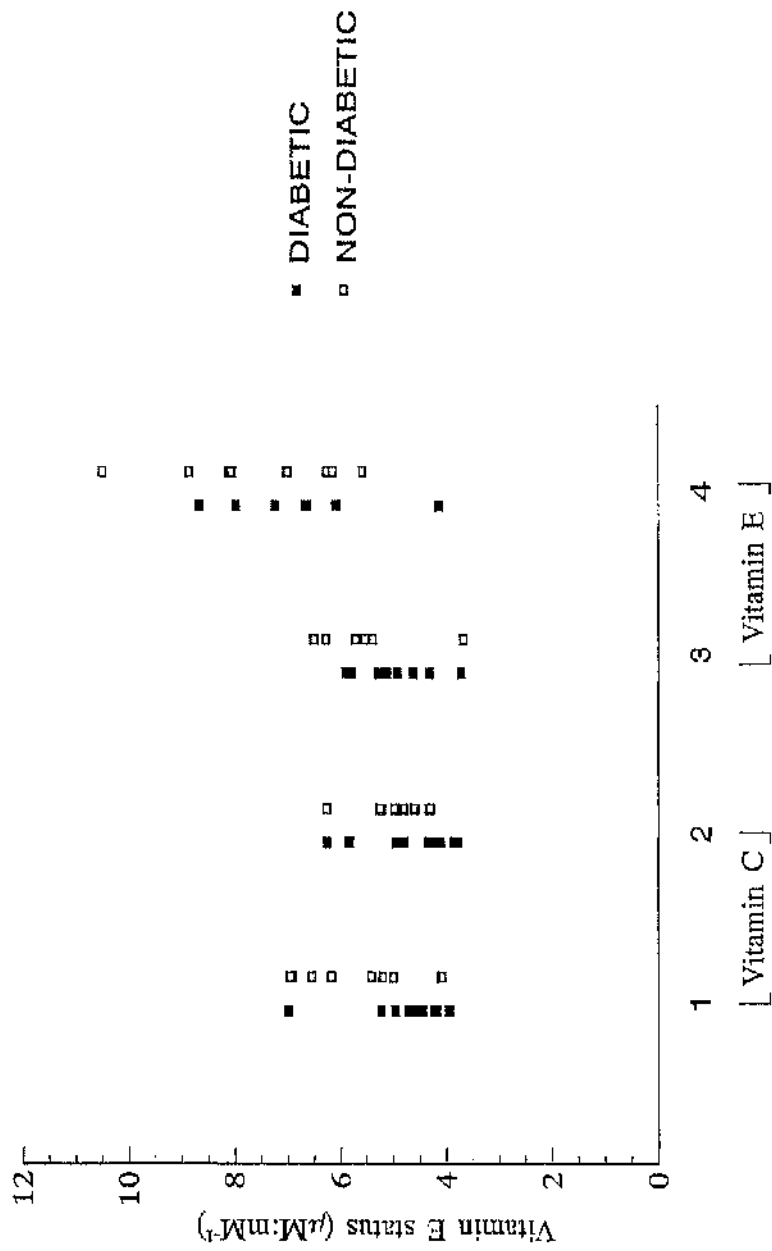 DIABETIC
NON-DIABETIC
Vitamin E status (μM:mM⁻¹)
12
10
8
6
4
2
0
1
2
3
4
[Vitamin C]
[Vitamin E]